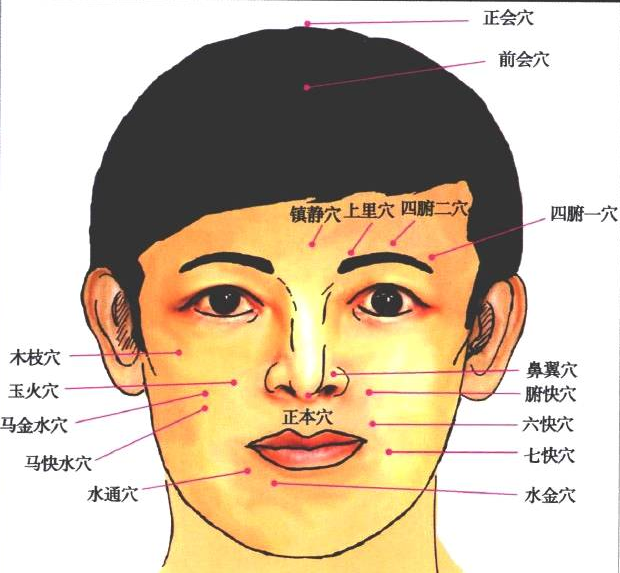 正会穴
前会穴
镇静穴
上里穴
四腑二穴
四腑一穴
木枝穴
鼻翼穴
玉火穴
腑快穴
马金水穴
正本穴
六快穴
马快水穴
七快穴
水通穴
水金穴